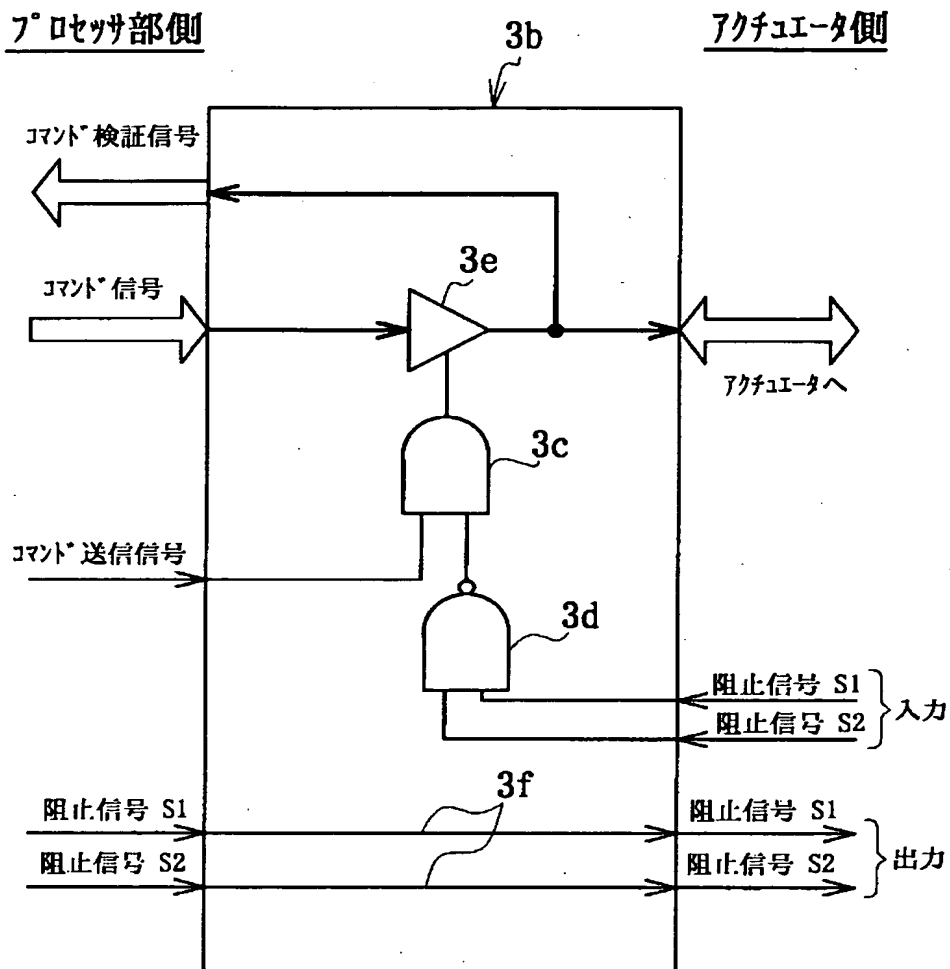 プロセッサ部側
アクチュエータ側
3b
コマンド検証信号
3e
コマンド信号
アクチュエータへ
3c
コマンド送信信号
3d
阻止信号 S1
阻止信号 S2
入力
3f
阻止信号 S1
阻止信号 S1
阻止信号 S2
阻止信号 S2
出力